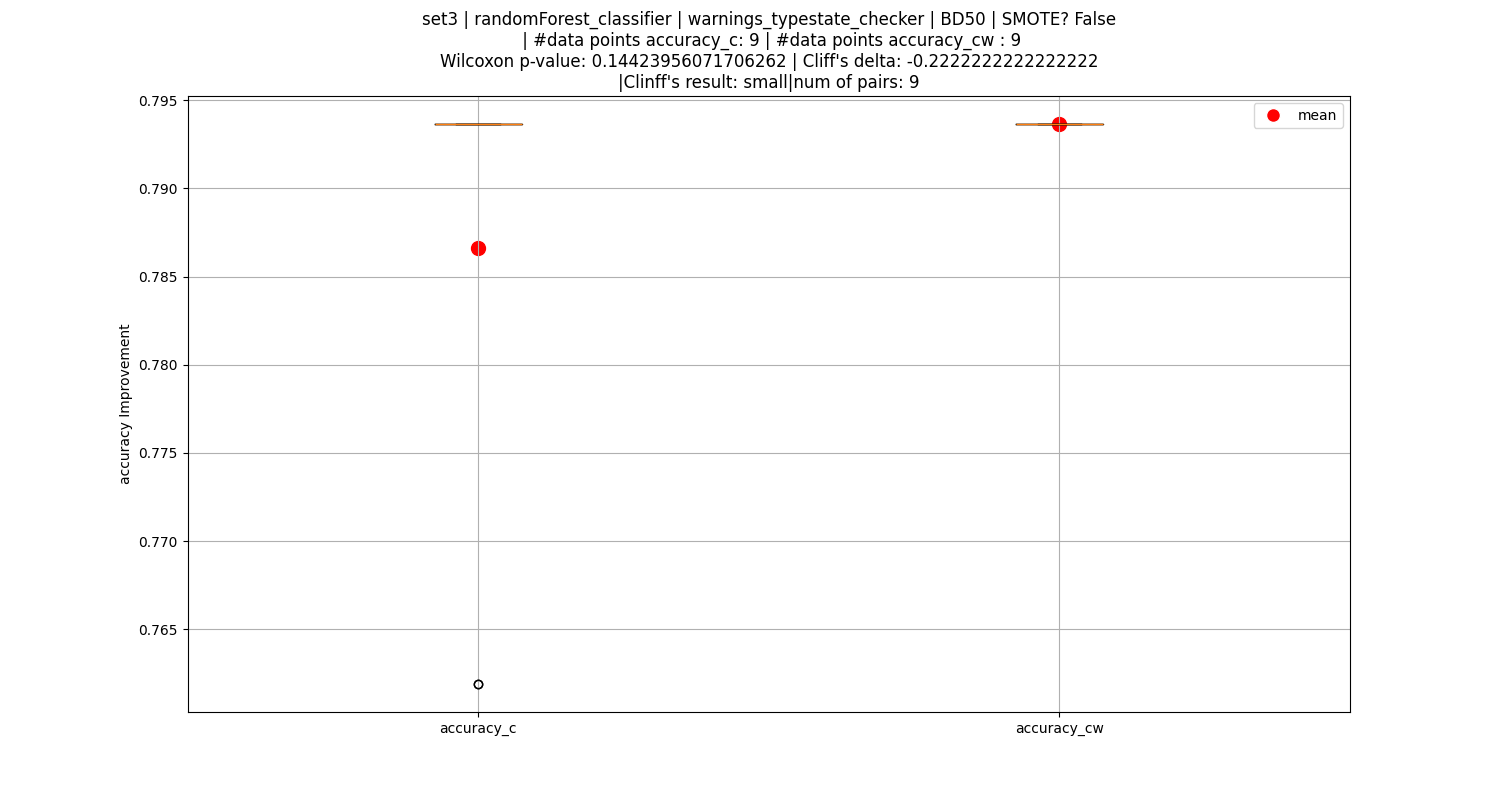 set3 | randomForest_classifier | warnings_typestate_checker | BD50 | SMOTE? False
| #data points accuracy_c: 9 | #data points accuracy_cw : 9
Wilcoxon p-value: 0.14423956071706262 | Cliff's delta: -0.2222222222222222
|Clinff's result: small|num of pairs: 9
mean
0.795
0.790
0.785
0.780
0.775
0.770
0.765
accuracy Improvement
accuracy_c
accuracy_cw